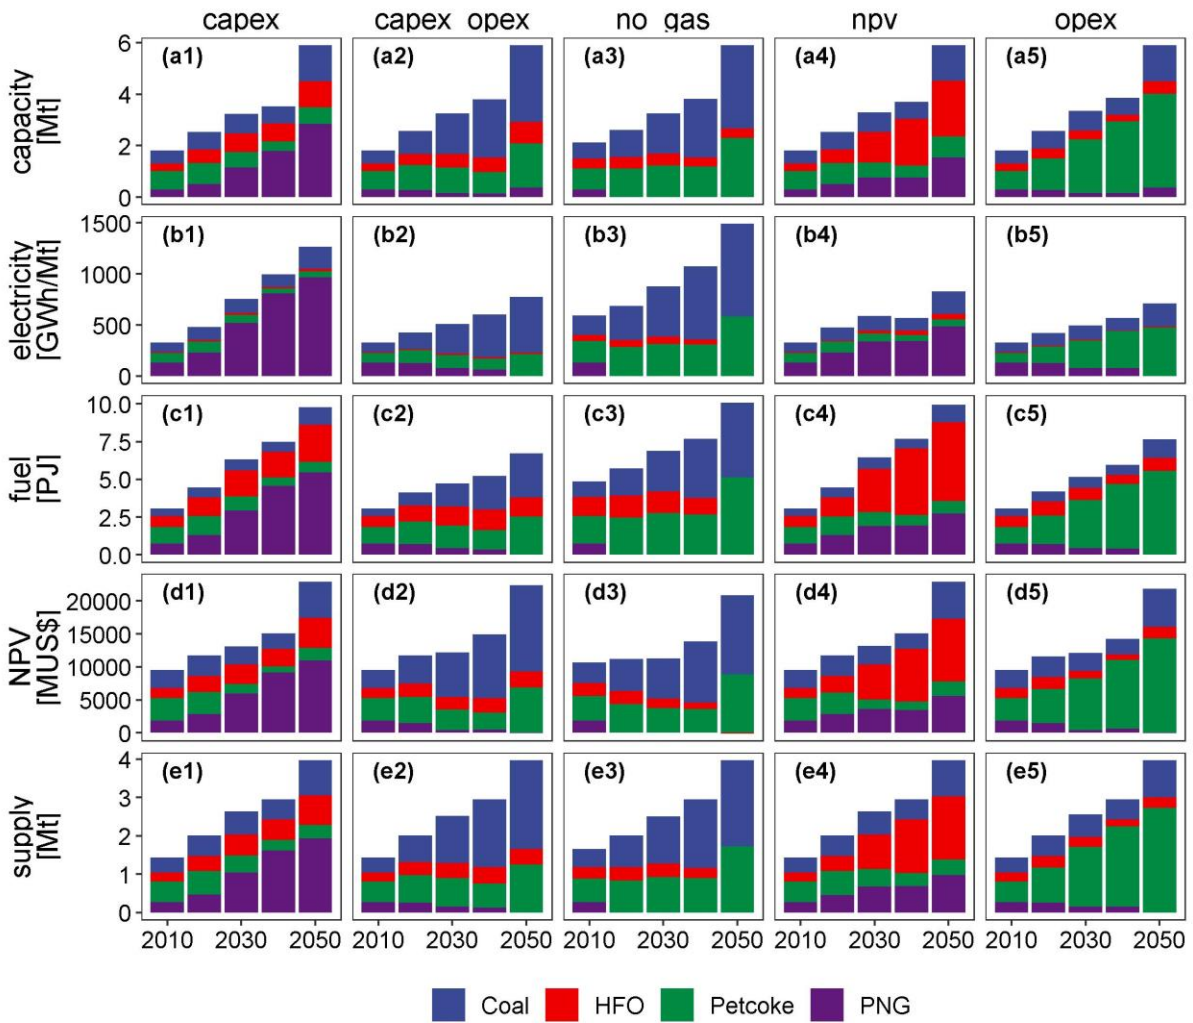 capex capex opex no gas npv opex
capacity
[Mt]
6
4
2
0
(a1) (a2) (a3) (a4) (a5)
electricity
[GWh/Mt]
1500
1000
500
0
(b1) (b2) (b3) (b4) (b5)
fuel
[PJ]
10.0
7.5
5.0
2.5
0.0
(c1) (c2) (c3) (c4) (c5)
NPV
[MUS$]
20000
15000
10000
5000
0
(d1) (d2) (d3) (d4) (d5)
supply
[Mt]
4
3
2
1
0
(e1) (e2) (e3) (e4) (e5)
2010 2030 2050 2010 2030 2050 2010 2030 2050 2010 2030 2050 2010 2030 2050
Coal HFO Petcoke PNG